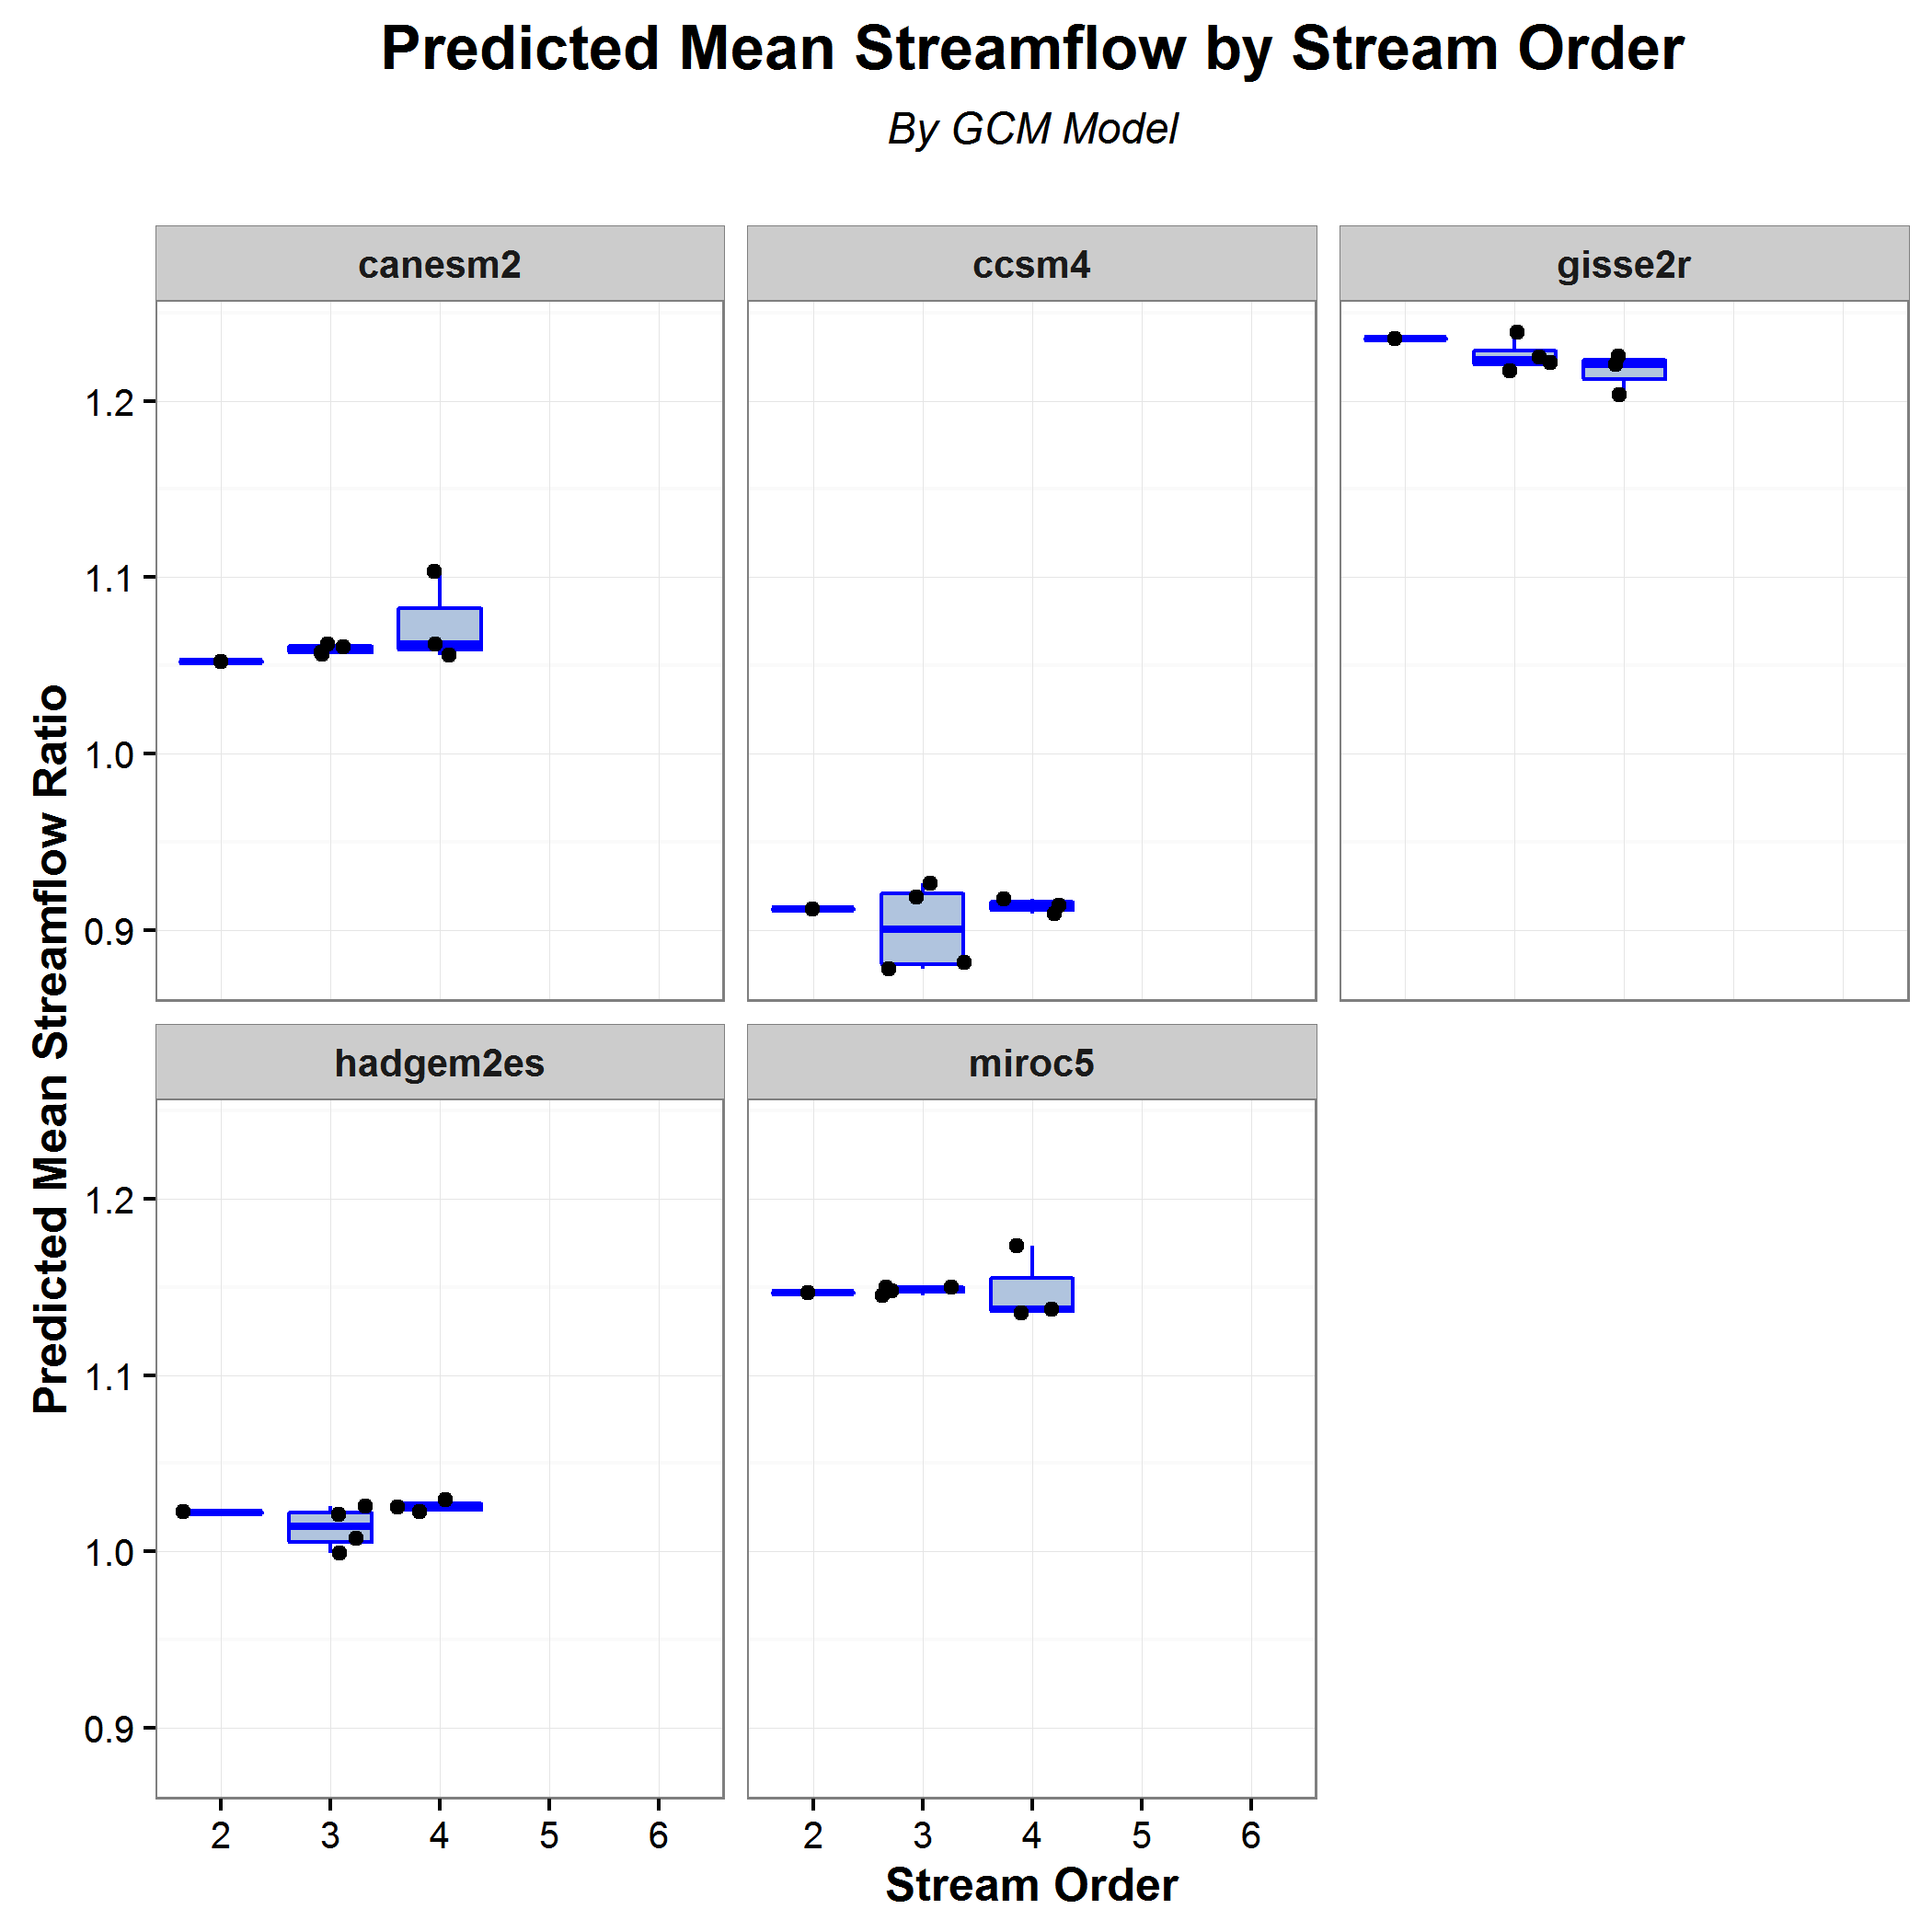 Predicted Mean Streamflow by Stream Order
By GCM Model
canesm2
ccsm4
gisse2r
1.2
1.1
1.0
0.9
hadgem2es
miroc5
1.2
1.1
1.0
0.9
2 3 4 5 6
2 3 4 5 6
Stream Order
Predicted Mean Streamflow Ratio